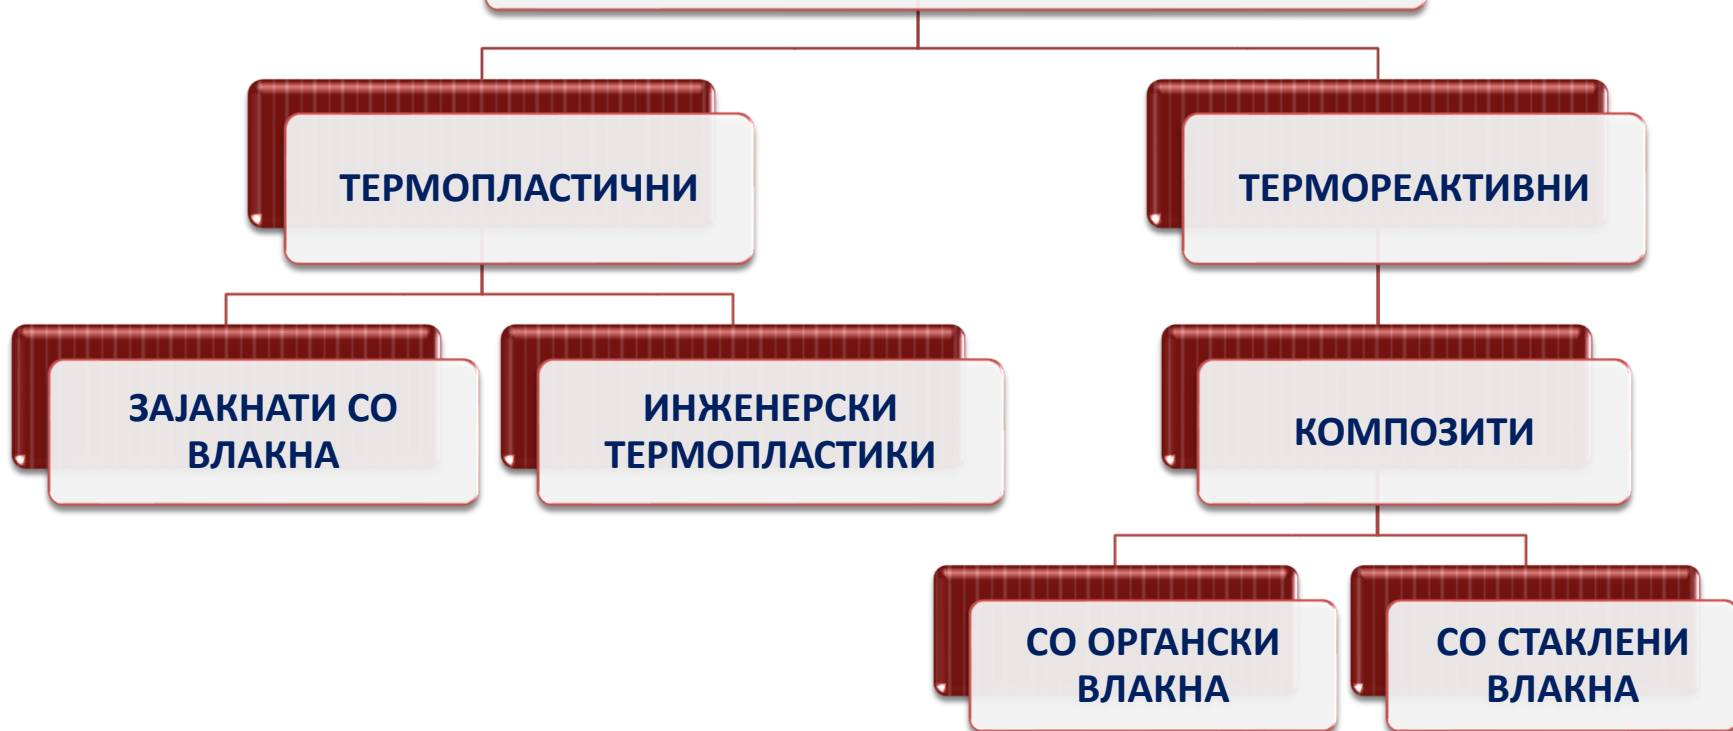 ТЕРМОПЛАСТИЧНИ
ТЕРМОРЕАКТИВНИ
ЗАЈАКНАТИ СО
ВЛАКНА
ИНЖЕНЕРСКИ
ТЕРМОПЛАСТИКИ
КОМПОЗИТИ
СО ОРГАНСКИ
ВЛАКНА
СО СТАКЛЕНИ
ВЛАКНА